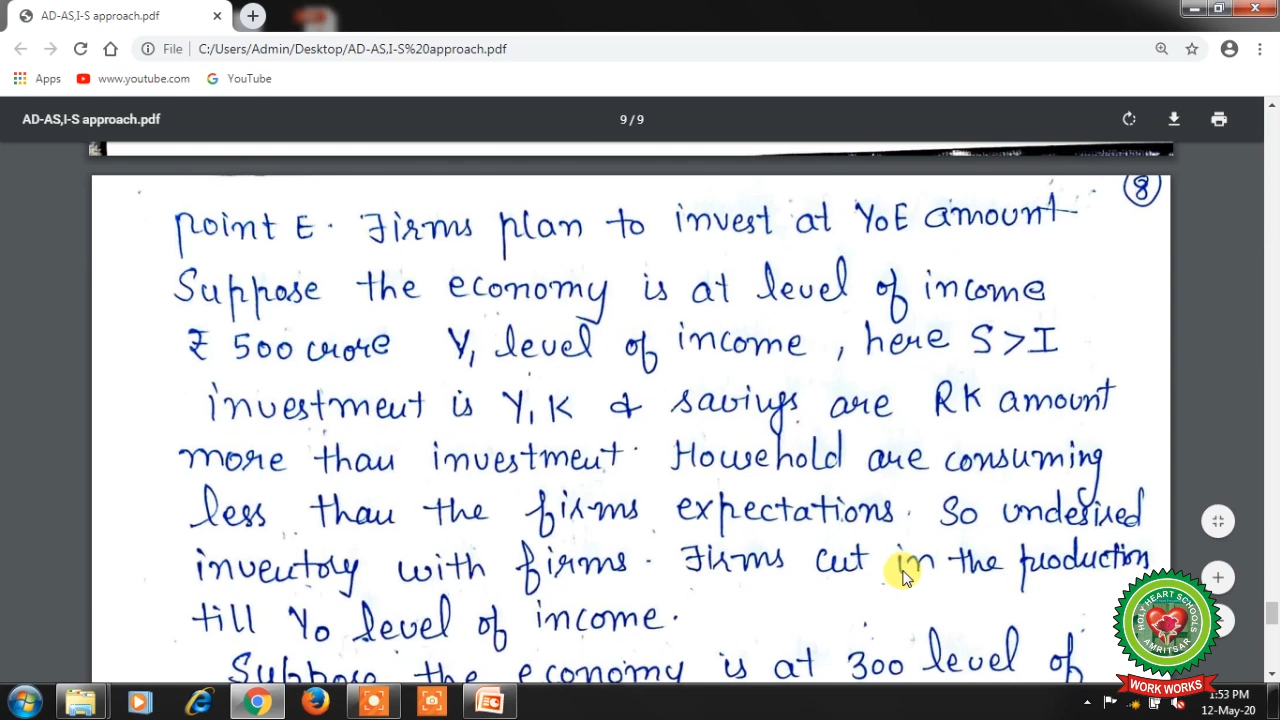 AD-AS,I-S approach
File
C:/Users/Admin/Desktop/AD-AS,I-S%20approach.pdf
Apps
www.youtube.com
YouTube
AD-AS,I-S approach.pdf
9 / 9
8
point E. Firms plan to invest at Y₀E amount
Suppose the economy is at level of income
₹ 500 crore Y₁ level of income, here S>I
investment is Y₁K & savings are RK amount
more than investment. Household are consuming
less than the firms expectations. So undesired
inventory with firms. Firms cut in the production
till Y₀ level of income.
Suppose the economy is at 300 level of
HOLY HEART SCHOOLS
AMRITSAR
WORK WORKS
1:53 PM
12-May-20